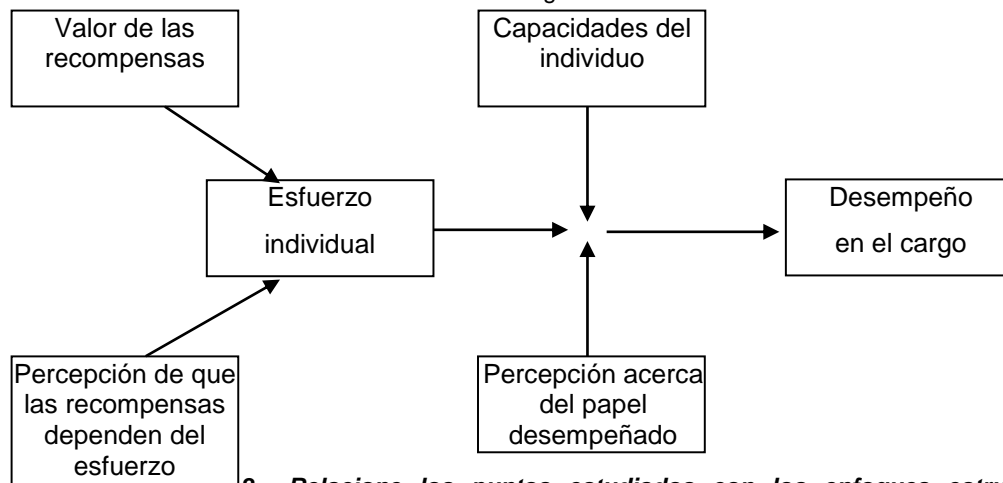 Valor de las
recompensas
Capacidades del
individuo
Esfuerzo
individual
Desempeño
en el cargo
Percepción de que
las recompensas
dependen del
esfuerzo
Percepción acerca
del papel
desempeñado
Relacione los puntos estudiados con los enfoques